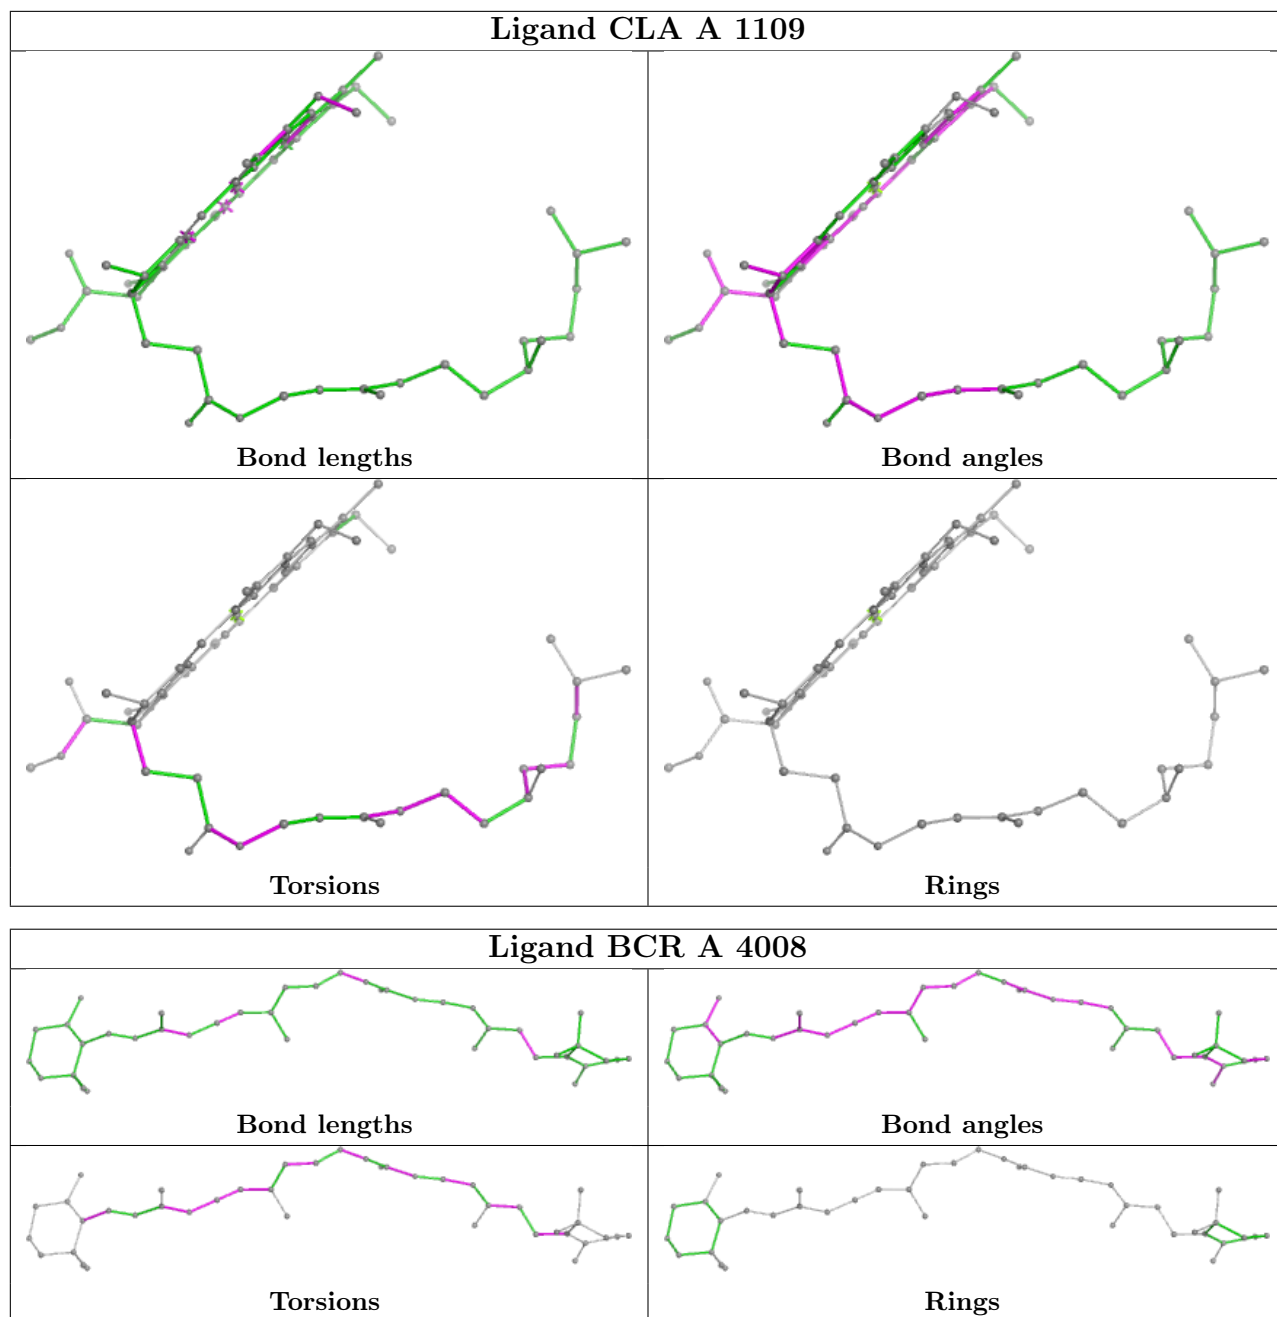 Ligand CLA A 1109
Bond lengths
Bond angles
Torsions
Rings
Ligand BCR A 4008
Bond lengths
Bond angles
Torsions
Rings